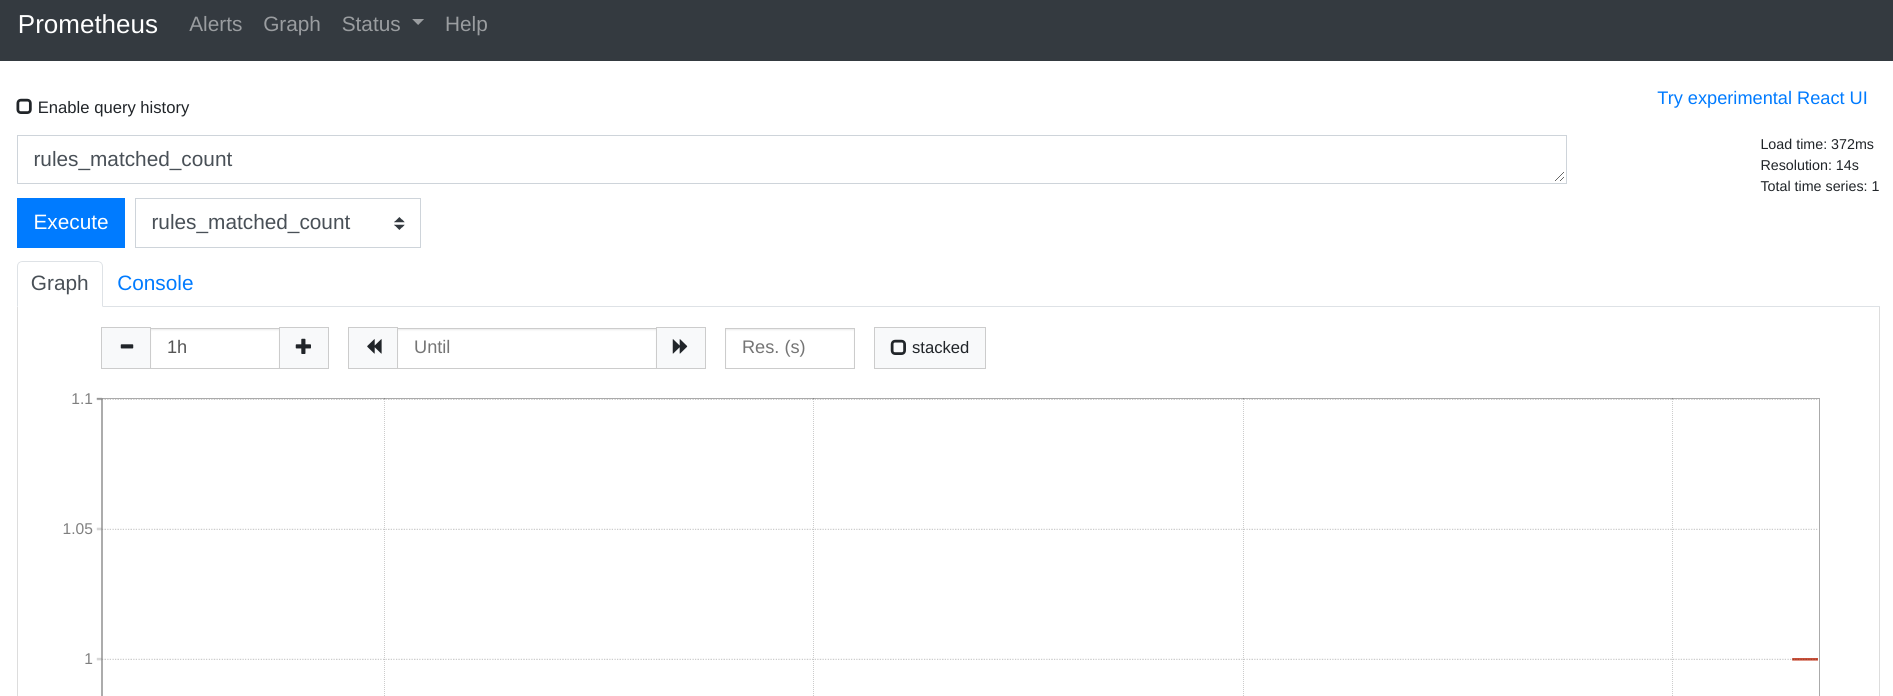 Prometheus Alerts Graph Status Help
Enable query history
Try experimental React UI
rules_matched_count
Load time: 372ms
Resolution: 14s
Total time series: 1
Execute rules_matched_count
Graph Console
1h Until Res. (s) stacked
1.1
1.05
1